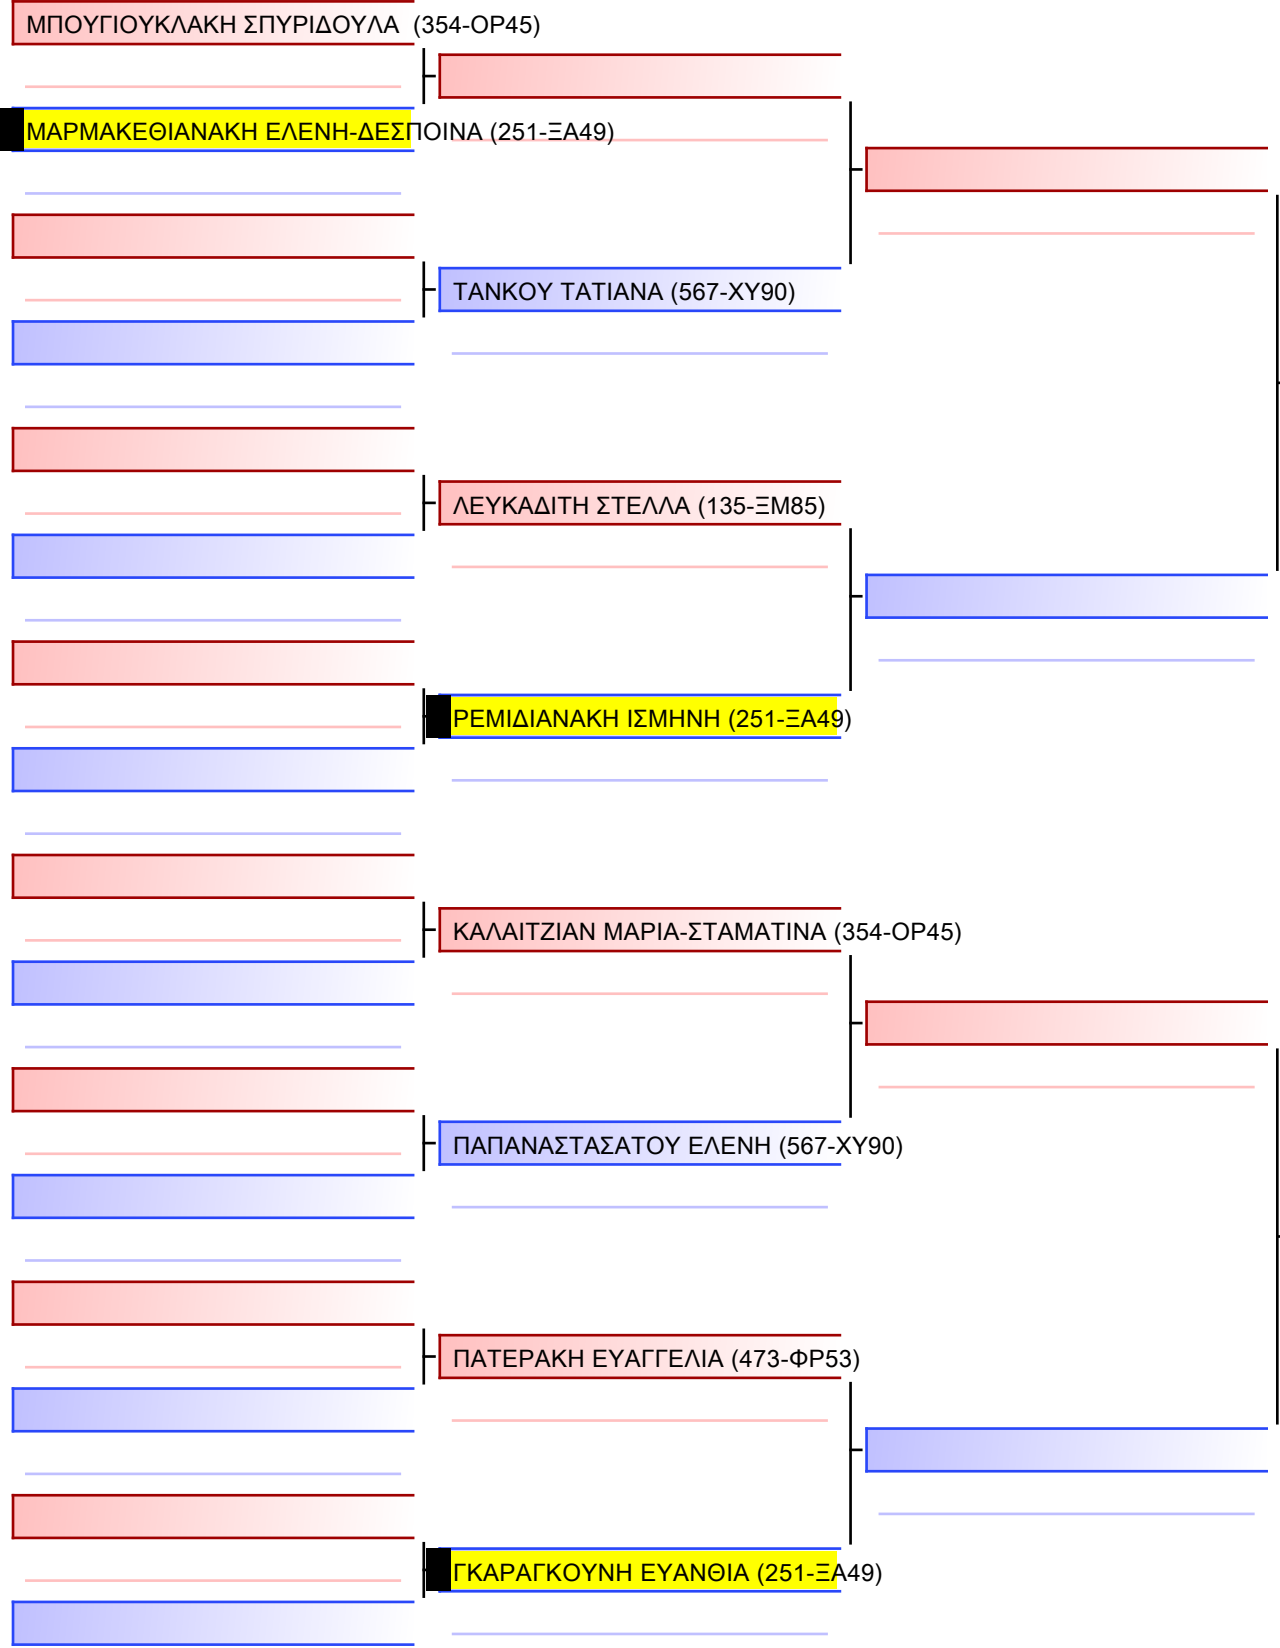 ΜΠΟΥΓΙΟΥΚΛΑΚΗ ΣΠΥΡΙΔΟΥΛΑ (354-ΟΡ45)
ΜΑΡΜΑΚΕΘΙΑΝΑΚΗ ΕΛΕΝΗ-ΔΕΣΠΟΙΝΑ (251-ΞΑ49)
ΤΑΝΚΟΥ ΤΑΤΙΑΝΑ (567-ΧΥ90)
ΛΕΥΚΑΔΙΤΗ ΣΤΕΛΛΑ (135-ΞΜ85)
ΡΕΜΙΔΙΑΝΑΚΗ ΙΣΜΗΝΗ (251-ΞΑ49)
ΚΑΛΑΙΤΖΙΑΝ ΜΑΡΙΑ-ΣΤΑΜΑΤΙΝΑ (354-ΟΡ45)
ΠΑΠΑΝΑΣΤΑΣΑΤΟΥ ΕΛΕΝΗ (567-ΧΥ90)
ΠΑΤΕΡΑΚΗ ΕΥΑΓΓΕΛΙΑ (473-ΦΡ53)
ΓΚΑΡΑΓΚΟΥΝΗ ΕΥΑΝΘΙΑ (251-ΞΑ49)